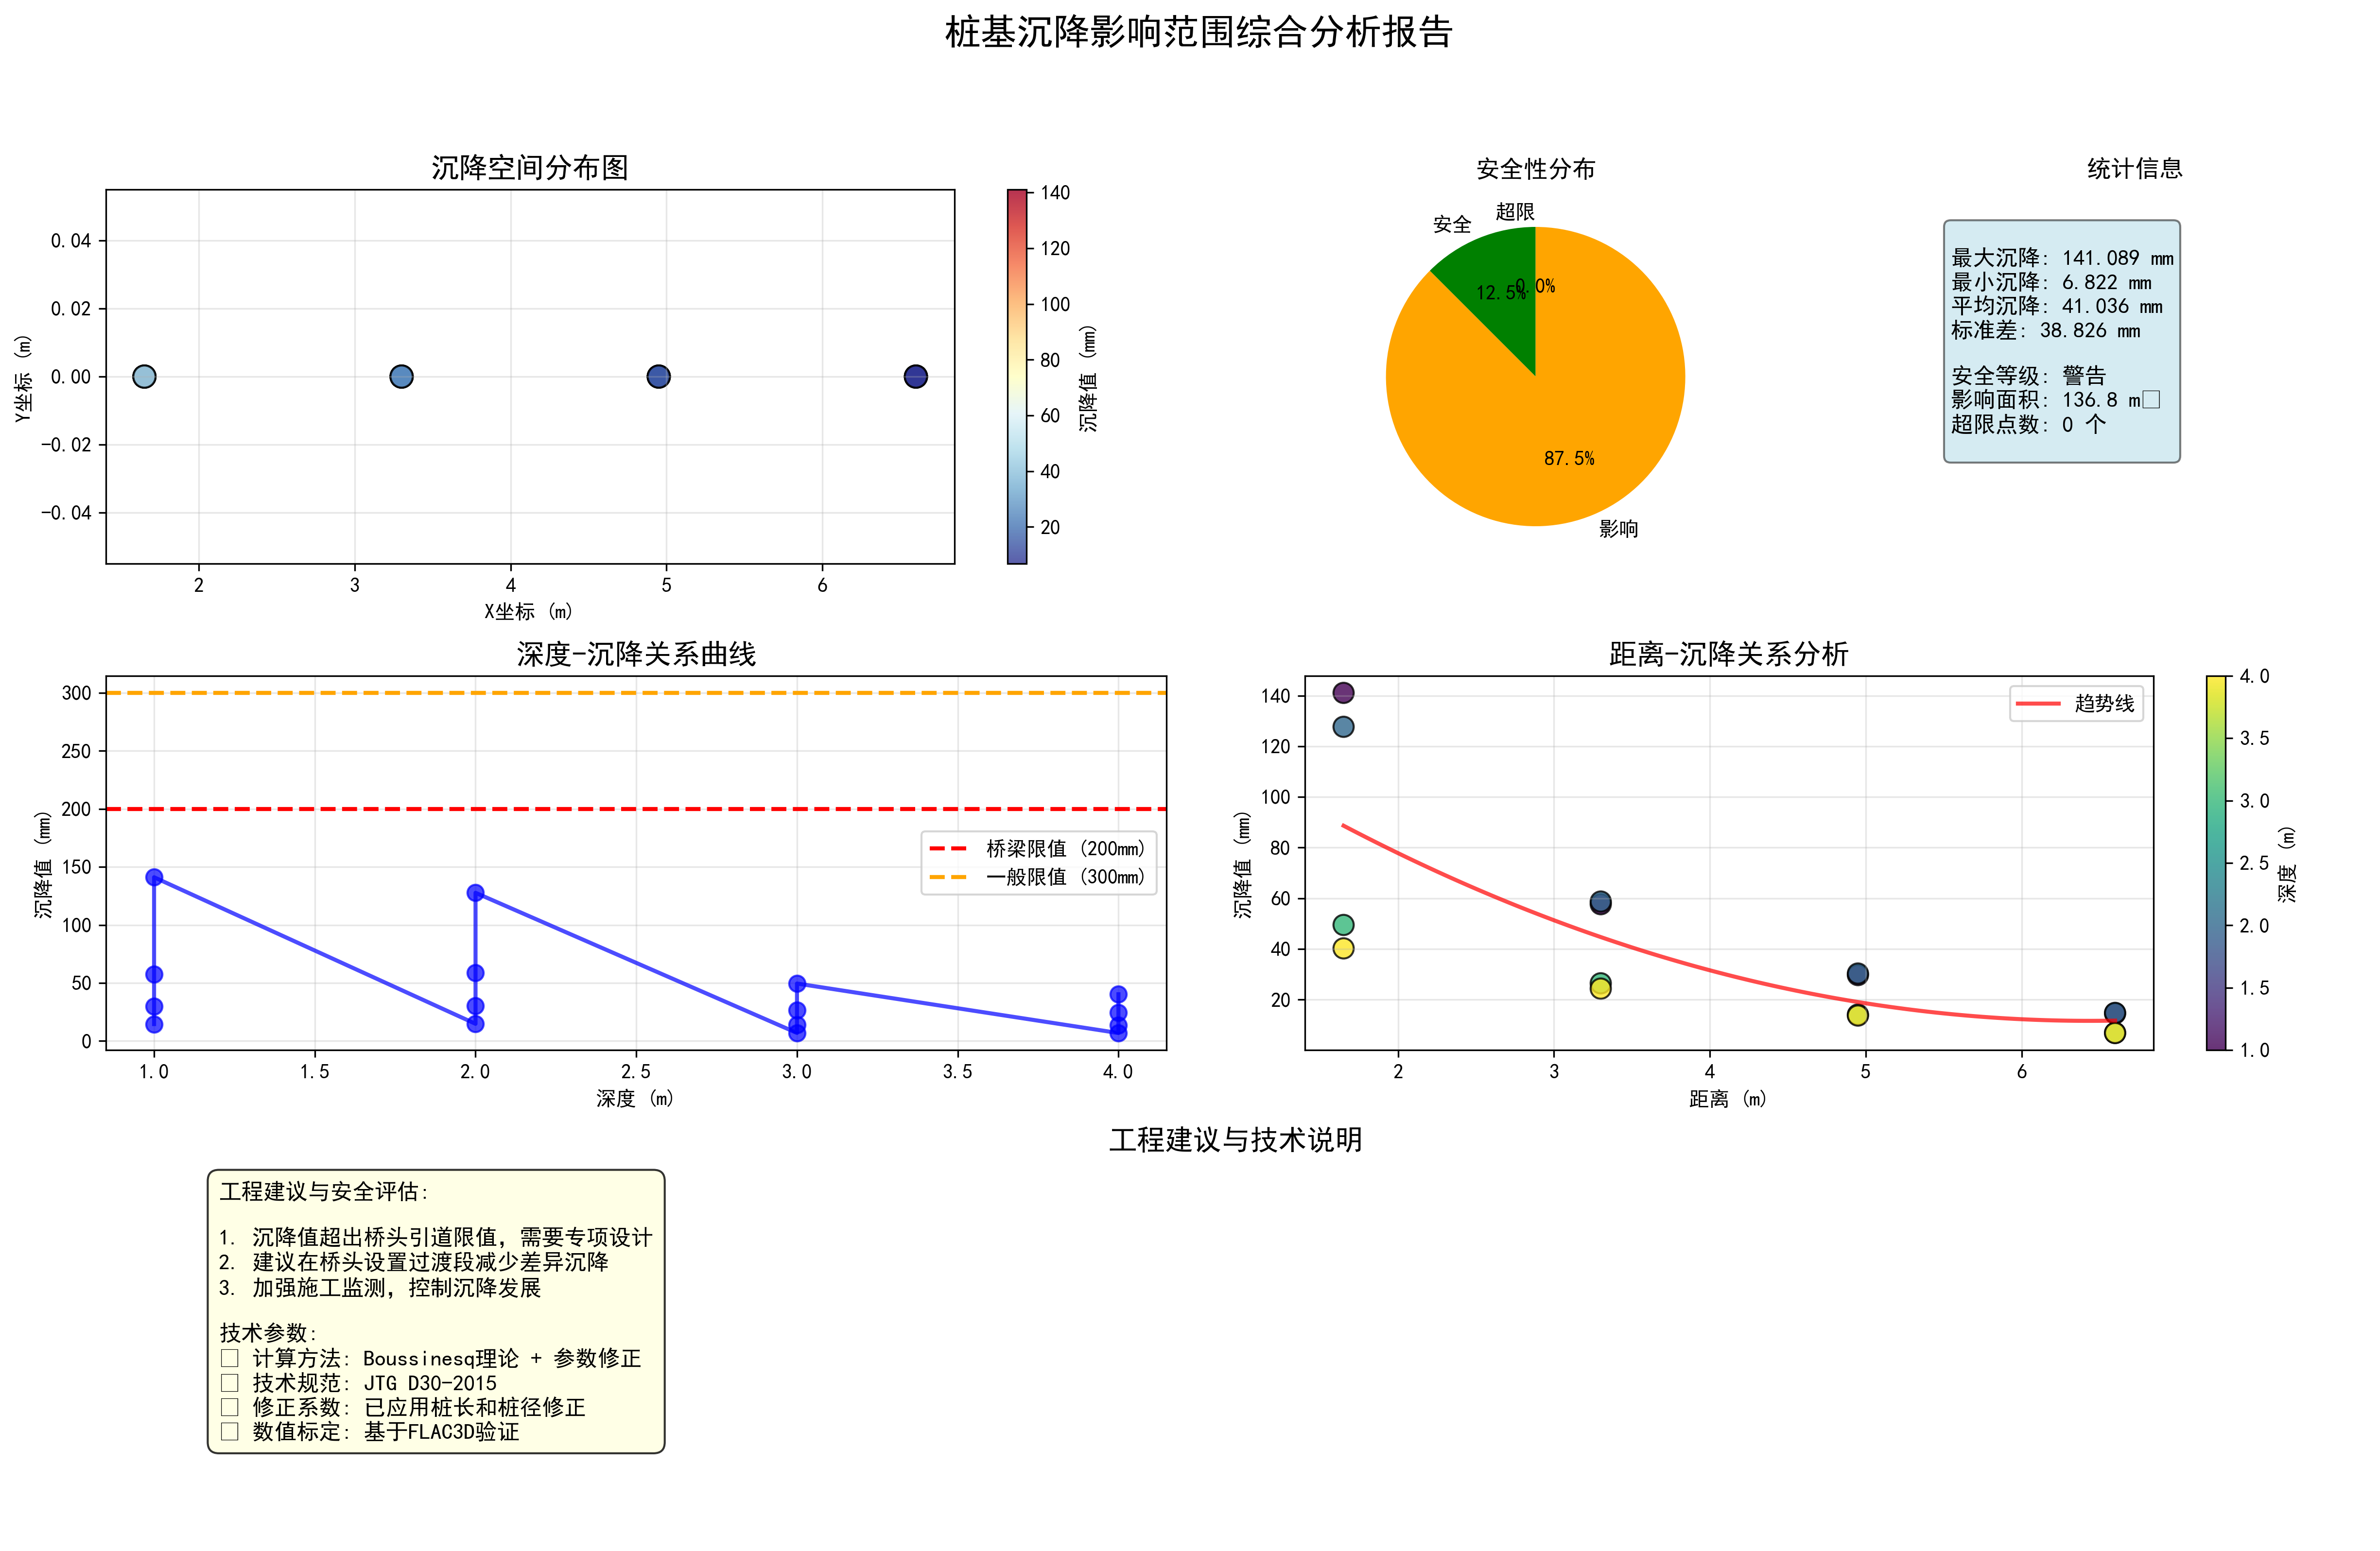 桩基沉降影响范围综合分析报告
沉降空间分布图
0.04
0.02
0.00
-0.02
-0.04
Y坐标 (m)
2
3
4
5
6
X坐标 (m)
140
120
100
80
60
40
20
沉降值 (mm)
安全性分布
超限
安全
0.0%
12.5%
87.5%
影响
统计信息
最大沉降: 141.089 mm
最小沉降: 6.822 mm
平均沉降: 41.036 mm
标准差: 38.826 mm
安全等级: 警告
影响面积: 136.8 m□
超限点数: 0 个
深度-沉降关系曲线
300
250
200
150
100
50
0
沉降值 (mm)
桥梁限值 (200mm)
一般限值 (300mm)
1.0
1.5
2.0
2.5
3.0
3.5
4.0
深度 (m)
距离-沉降关系分析
140
120
100
80
60
40
20
沉降值 (mm)
趋势线
2
3
4
5
6
距离 (m)
4.0
3.5
3.0
2.5
2.0
1.5
1.0
深度 (m)
工程建议与技术说明
工程建议与安全评估:
1. 沉降值超出桥头引道限值，需要专项设计
2. 建议在桥头设置过渡段减少差异沉降
3. 加强施工监测，控制沉降发展
技术参数:
□ 计算方法: Boussinesq理论 + 参数修正
□ 技术规范: JTG D30-2015
□ 修正系数: 已应用桩长和桩径修正
□ 数值标定: 基于FLAC3D验证